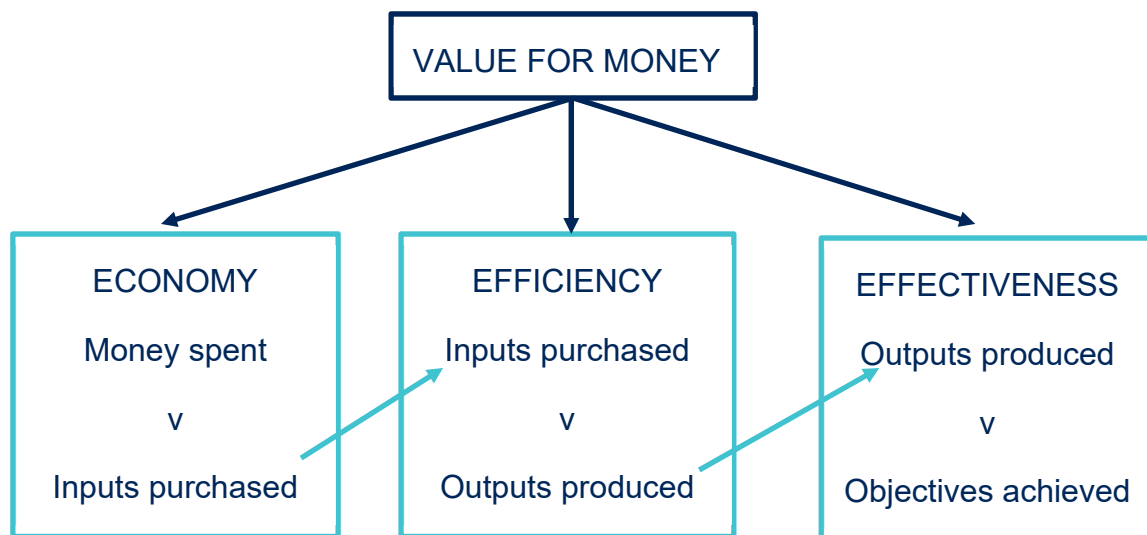 VALUE FOR MONEY
ECONOMY
Money spent
v
Inputs purchased
EFFICIENCY
Inputs purchased
v
Outputs produced
EFFECTIVENESS
Outputs produced
v
Objectives achieved